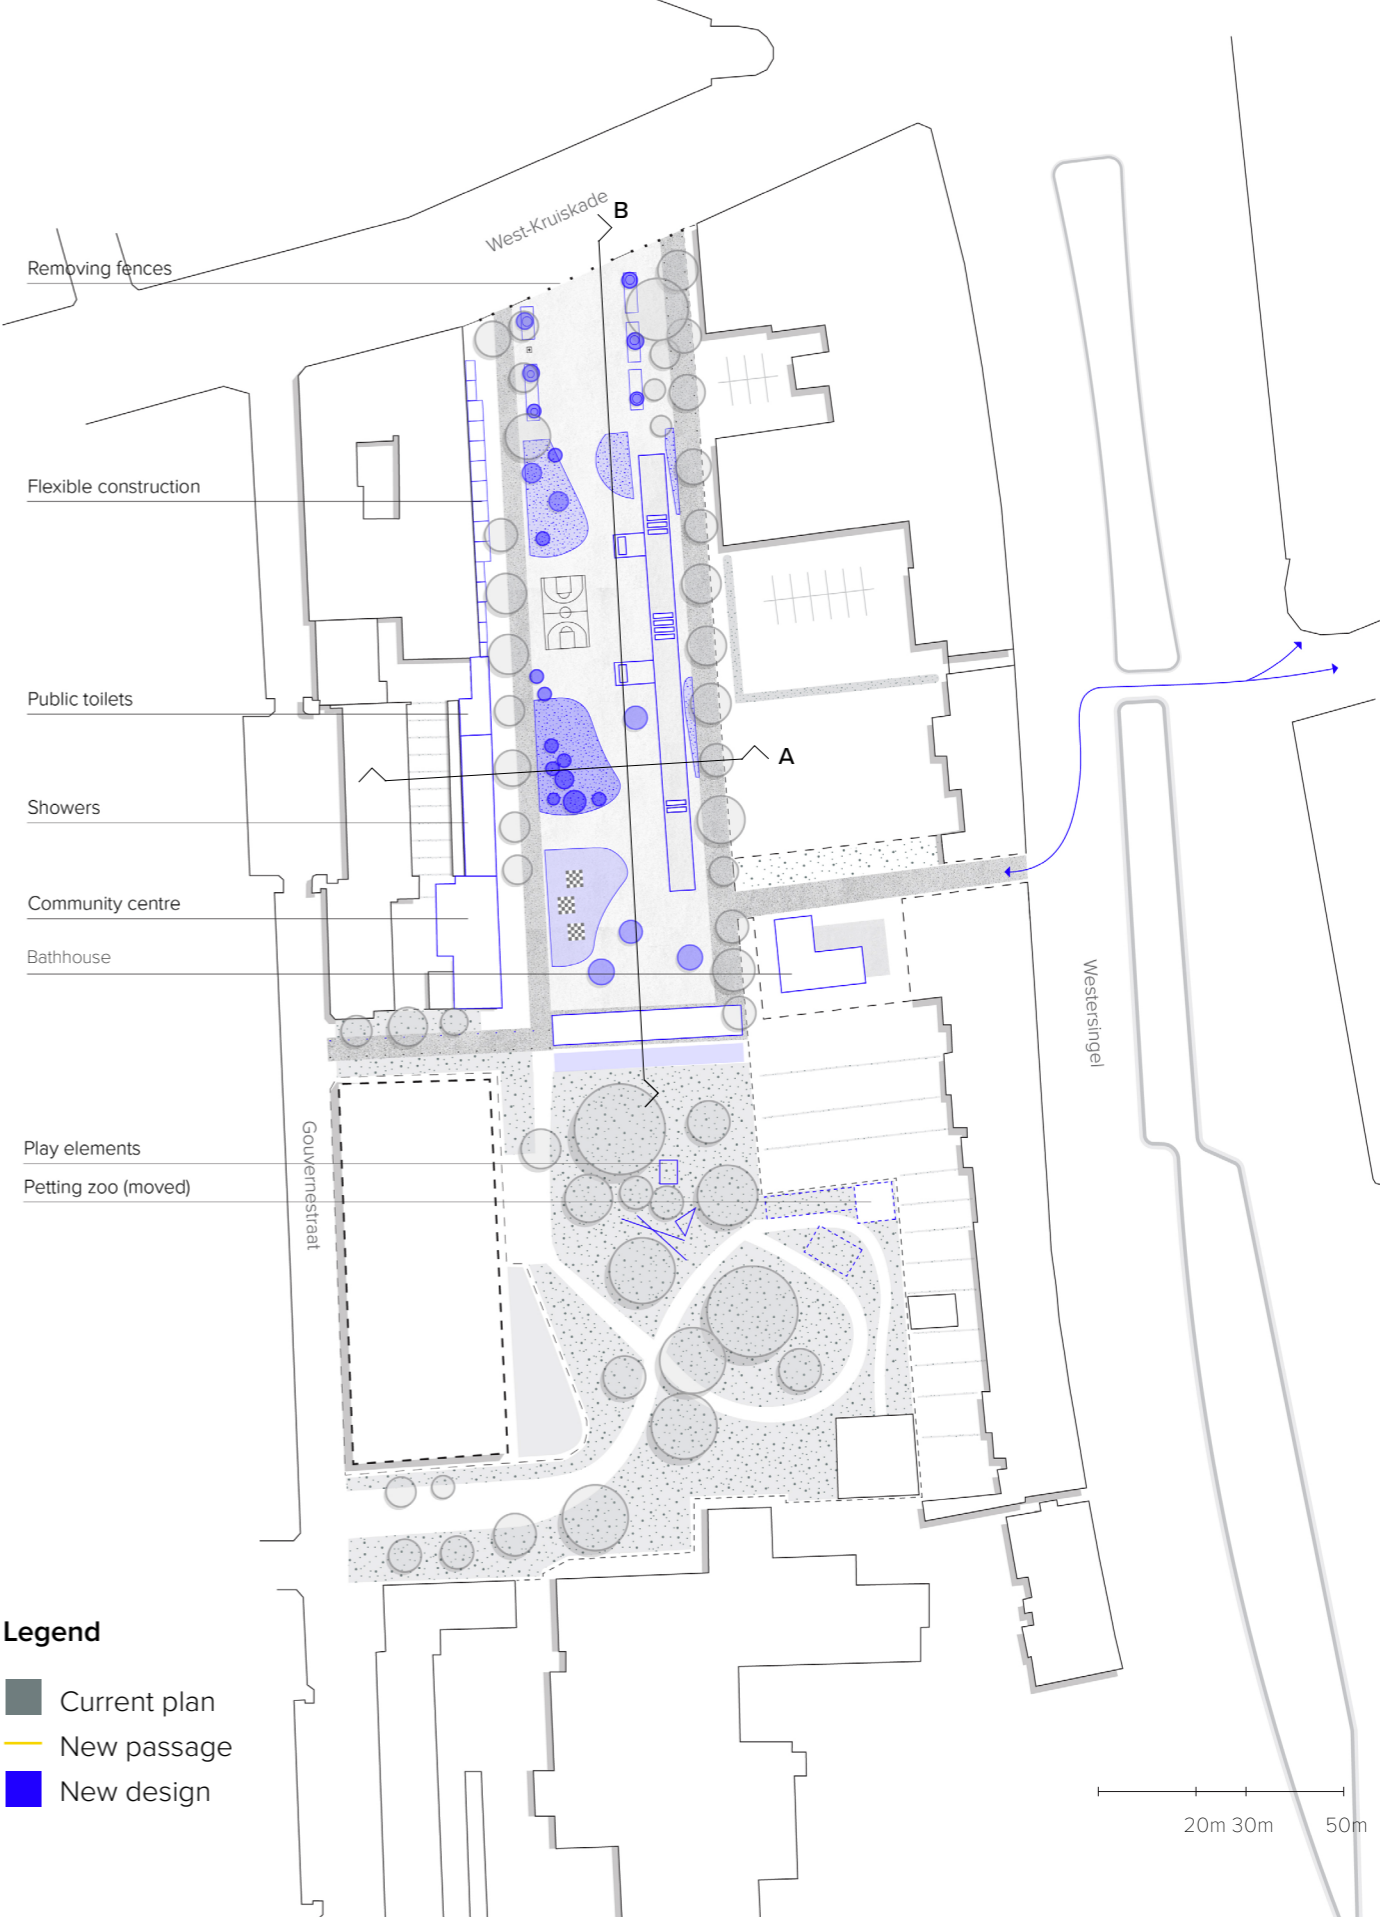 B
West-Kruiskade
Removing fences
Flexible construction
Public toilets
A
Showers
Community centre
Bathhouse
Westersingel
Gouvernestraat
Play elements
Petting zoo (moved)
Legend
Current plan
New passage
New design
20m 30m 50m